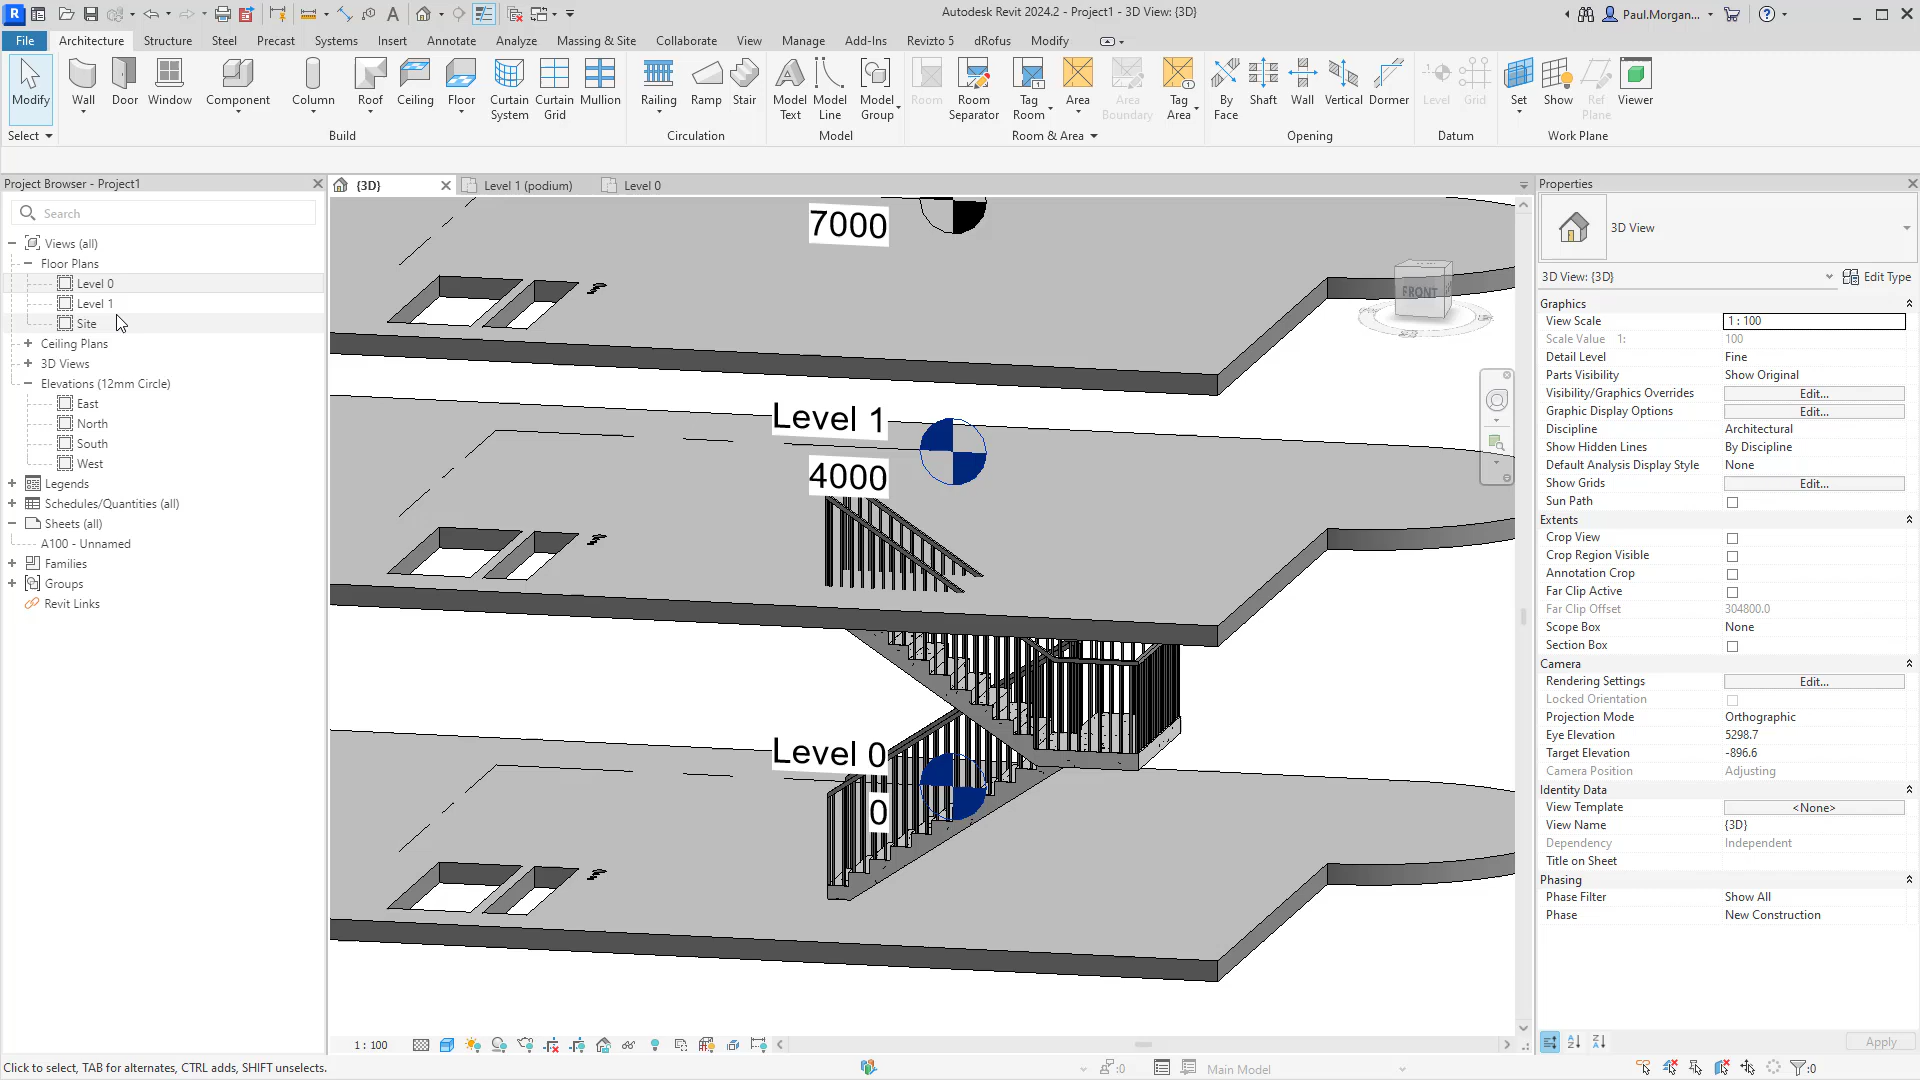 Autodesk Revit 2024.2 - Project1 - 3D View: {3D}
Paul.Morgan...
File
Architecture
Structure
Steel
Precast
Systems
Insert
Annotate
Analyze
Massing & Site
Collaborate
View
Manage
Add-Ins
Revizto 5
dRofus
Modify
Modify
Wall
Door
Window
Component
Column
Roof
Ceiling
Floor
Curtain
System
Curtain
Grid
Mullion
Railing
Ramp
Stair
Model
Text
Model
Line
Model
Group
Room
Room
Separator
Tag
Room
Area
Area
Boundary
Tag
Area
By
Face
Shaft
Wall
Vertical
Dormer
Level
Grid
Set
Show
Ref
Plane
Viewer
Select
Build
Circulation
Model
Room & Area
Opening
Datum
Work Plane
Project Browser - Project1
Search
Views (all)
Floor Plans
Level 0
Level 1
Site
Ceiling Plans
3D Views
Elevations (12mm Circle)
East
North
South
West
Legends
Schedules/Quantities (all)
Sheets (all)
A100 - Unnamed
Families
Groups
Revit Links
{3D}
Level 1 (podium)
Level 0
7000
FRONT
Level 1
4000
Level 0
0
Properties
3D View
3D View: {3D}
Edit Type
Graphics
View Scale 1 : 100
Scale Value 1: 100
Detail Level Fine
Parts Visibility Show Original
Visibility/Graphics Overrides Edit...
Graphic Display Options Edit...
Discipline Architectural
Show Hidden Lines By Discipline
Default Analysis Display Style None
Show Grids Edit...
Sun Path
Extents
Crop View
Crop Region Visible
Annotation Crop
Far Clip Active
Far Clip Offset 304800.0
Scope Box None
Section Box
Camera
Rendering Settings Edit...
Locked Orientation
Projection Mode Orthographic
Eye Elevation 5298.7
Target Elevation -896.6
Camera Position Adjusting
Identity Data
View Template <None>
View Name {3D}
Dependency Independent
Title on Sheet
Phasing
Phase Filter Show All
Phase New Construction
Apply
1 : 100
Click to select, TAB for alternates, CTRL adds, SHIFT unselects.
:0
Main Model
:0